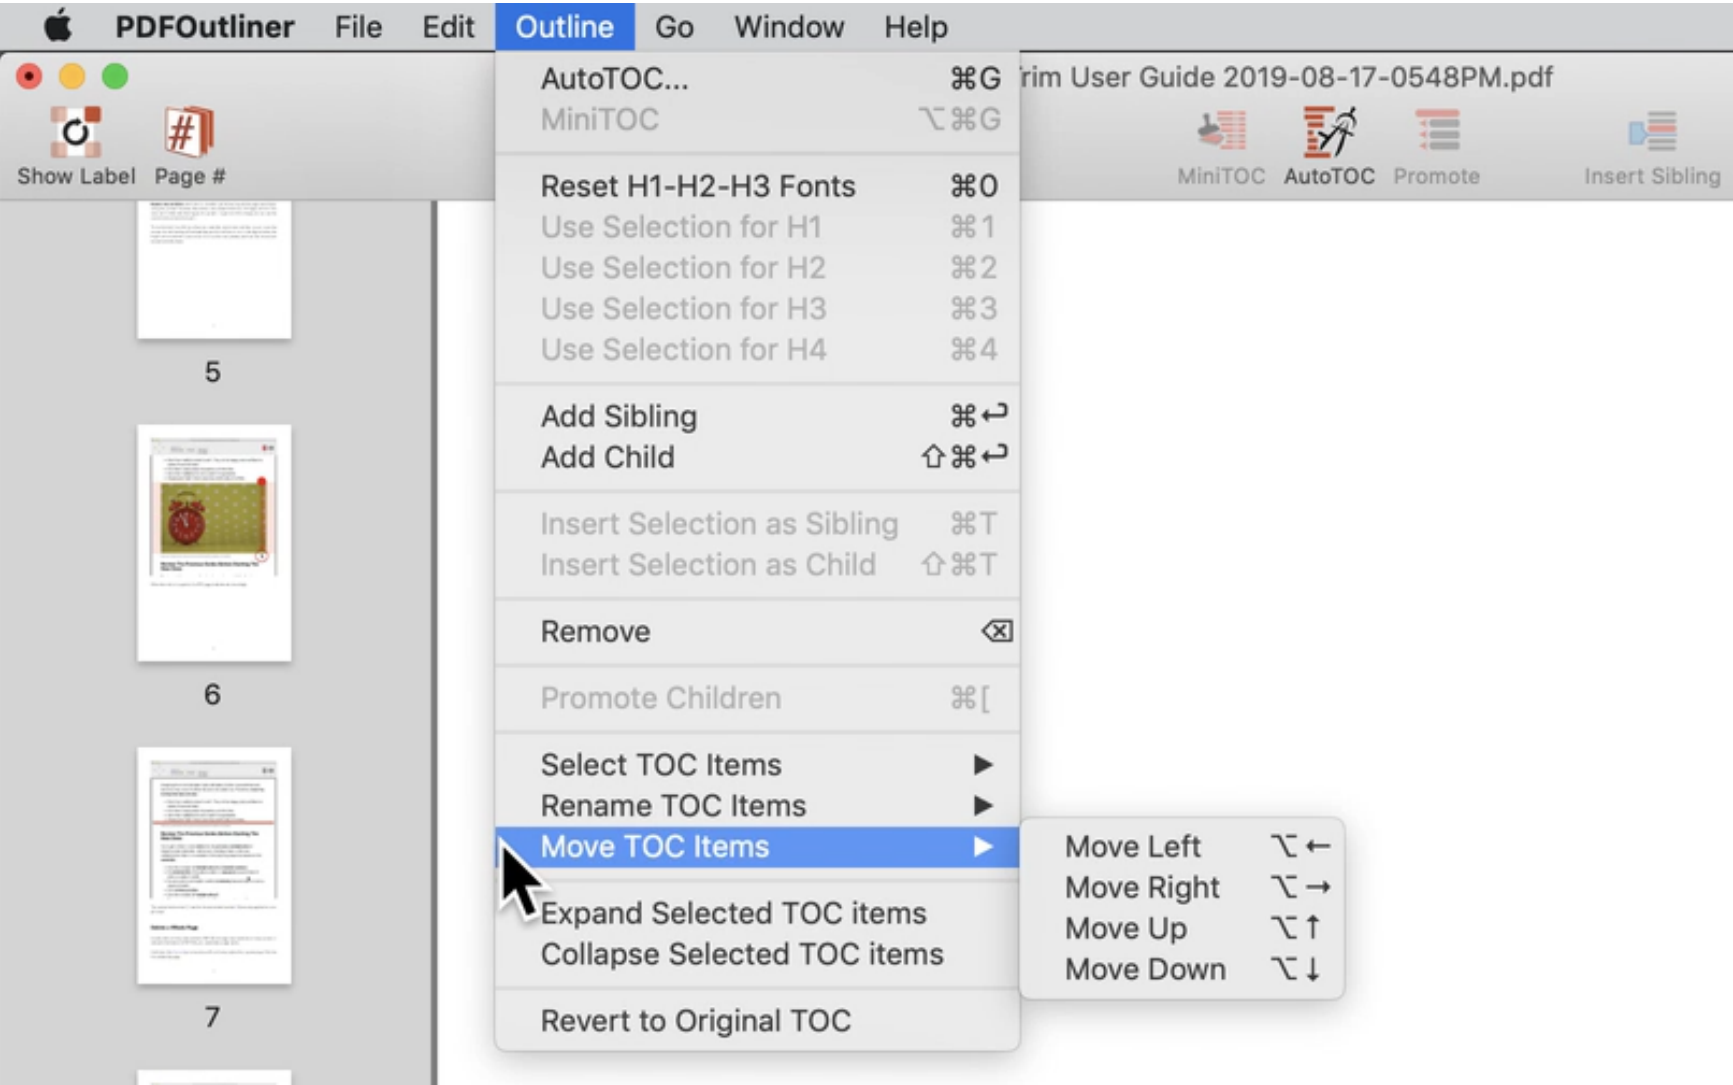 PDFOutliner File Edit Outline Go Window Help
rim User Guide 2019-08-17-0548PM.pdf
Show Label Page # MiniTOC AutoTOC Promote Insert Sibling
#
5
6
7
AutoTOC... ⌘G
MiniTOC ⌥⌘G
Reset H1-H2-H3 Fonts ⌘0
Use Selection for H1 ⌘1
Use Selection for H2 ⌘2
Use Selection for H3 ⌘3
Use Selection for H4 ⌘4
Add Sibling ⌘↩
Add Child ⇧⌘↩
Insert Selection as Sibling ⌘T
Insert Selection as Child ⇧⌘T
Remove ⌫
Promote Children ⌘[
Select TOC Items ▶
Rename TOC Items ▶
Move TOC Items ▶
Expand Selected TOC items
Collapse Selected TOC items
Revert to Original TOC
Move Left ⌥←
Move Right ⌥→
Move Up ⌥↑
Move Down ⌥↓